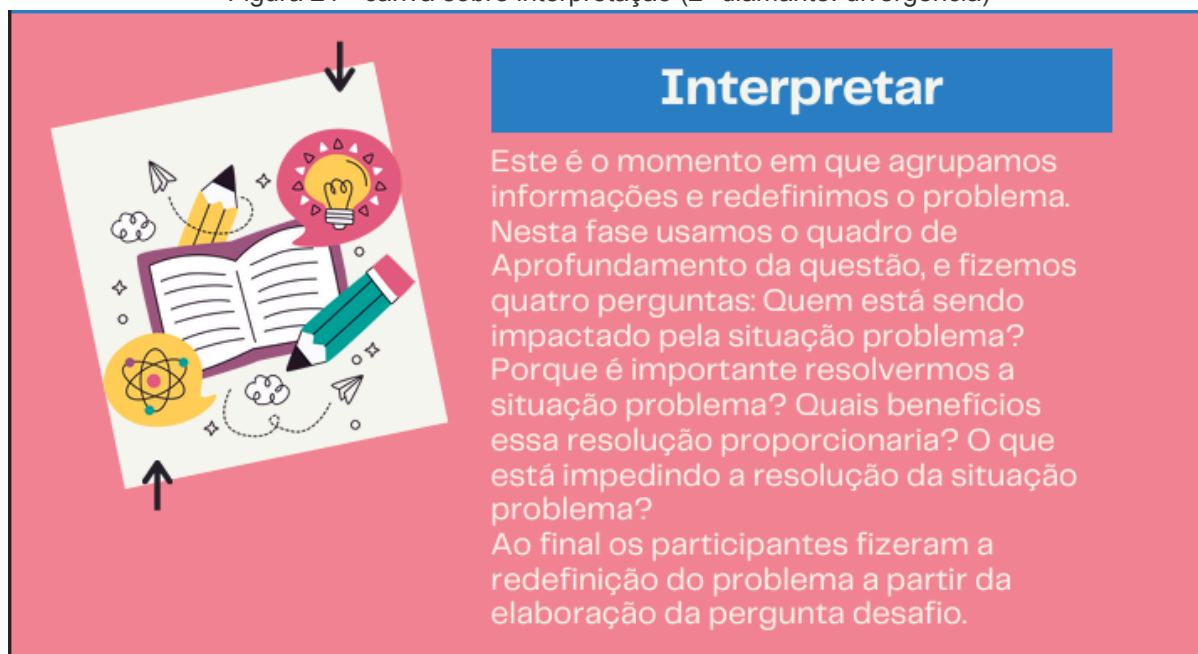 Interpretar
Este é o momento em que agrupamos
informações e redefinimos o problema.
Nesta fase usamos o quadro de
Aprofundamento da questão, e fizemos
quatro perguntas: Quem está sendo
impactado pela situação problema?
Porque é importante resolvermos a
situação problema? Quais benefícios
essa resolução proporcionaria? O que
está impedindo a resolução da situação
problema?
Ao final os participantes fizeram a
redefinição do problema a partir da
elaboração da pergunta desafio.